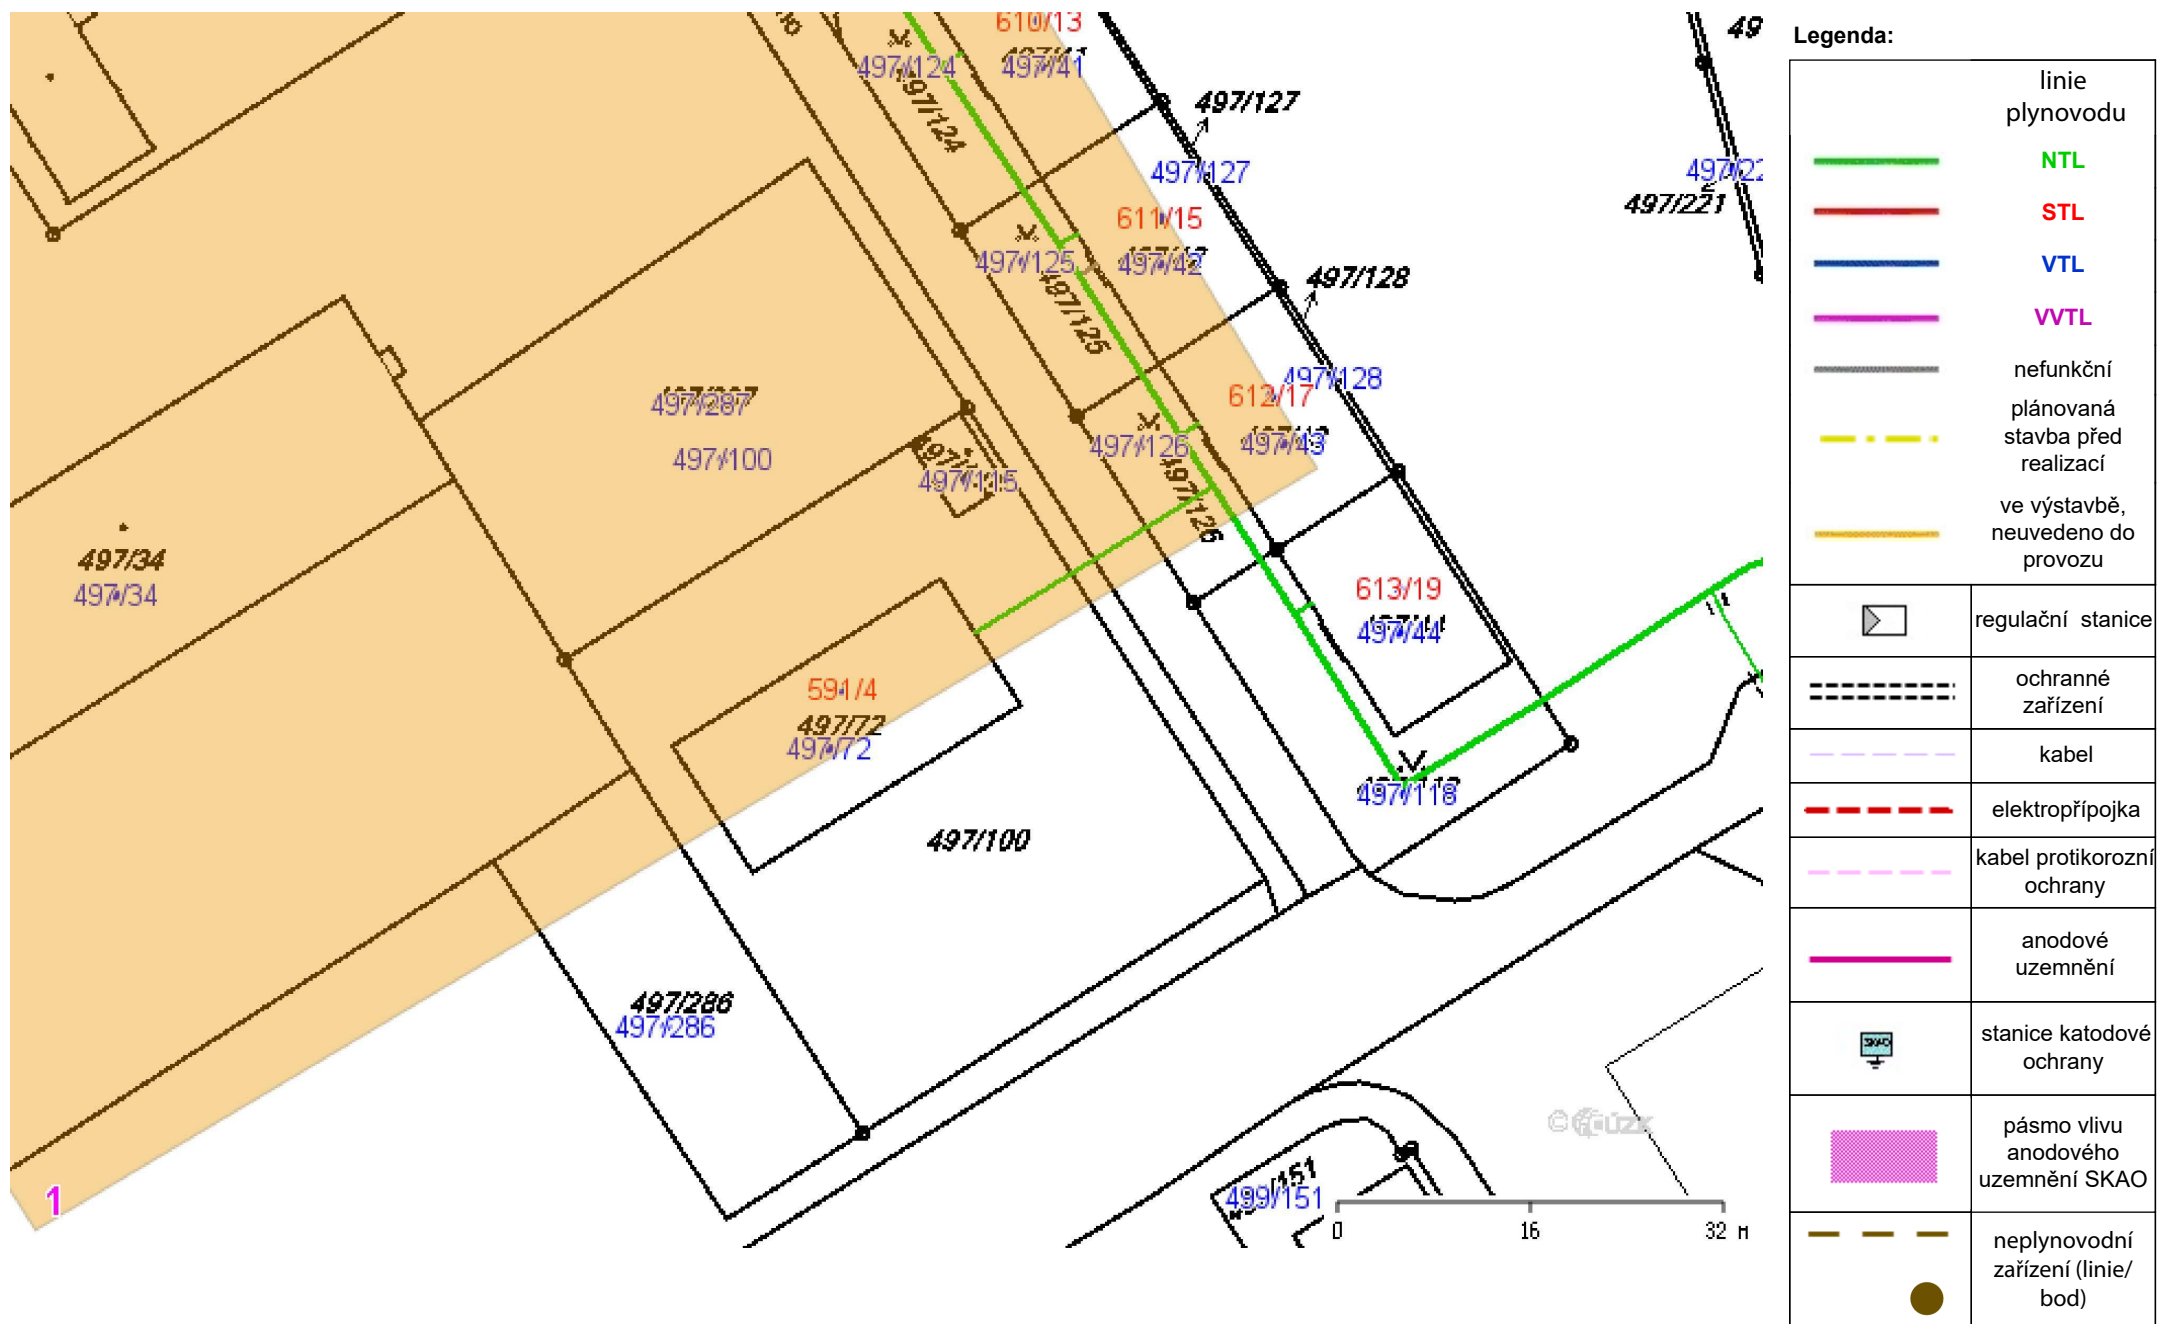 610/13
497/41
497/124
497/124
497/127
497/127
49
497/22
497/221
611/15
497/42
497/125
497/125
497/128
497/128
612/17
497/43
497/126
497/126
497/287
497/100
497/115
497/34
497/34
613/19
497/44
591/4
497/72
497/72
497/118
497/100
497/286
497/286
499/151
1
0 16 32 м
Legenda:
linie
plynovodu
NTL
STL
VTL
VVTL
nefunkční
plánovaná
stavba před
realizací
ve výstavbě,
neuvedeno do
provozu
regulační stanice
ochranné
zařízení
kabel
elektropřípojka
kabel protikorozní
ochrany
anodové
uzemnění
SKAO
stanice katodové
ochrany
pásmo vlivu
anodového
uzemnění SKAO
neplynovodní
zařízení (linie/
bod)